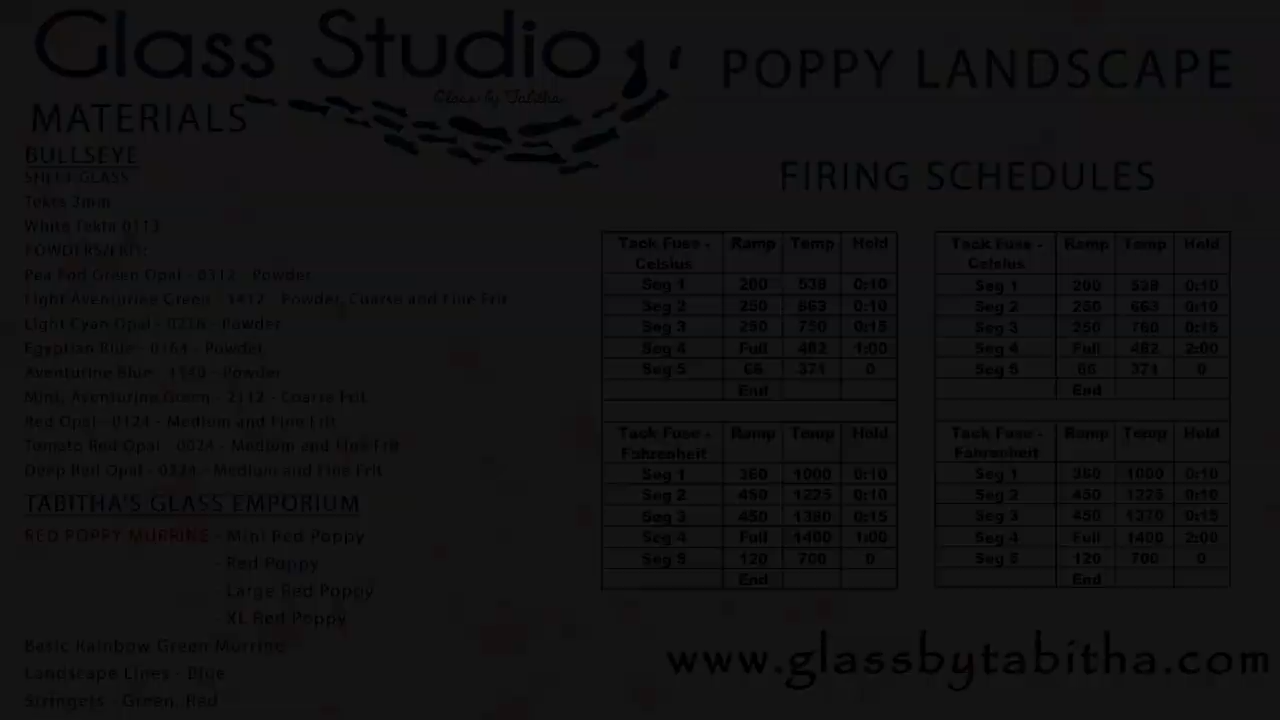 Glass Studio
Glass by Tabitha
POPPY LANDSCAPE
MATERIALS
BULLSEYE
SHEET GLASS
Tekta 3mm
White Tekta 0113
POWDERS/FRIT:
Pea Pod Green Opal - 0312 - Powder
Light Aventurine Green - 1412 - Powder, Coarse and Fine Frit
Light Cyan Opal - 0216 - Powder
Egyptian Blue - 0164 - Powder
Aventurine Blue - 1140 - Powder
Mint, Aventurine Green - 2112 - Coarse Frit
Red Opal - 0124 - Medium and Fine Frit
Tomato Red Opal - 0024 - Medium and Fine Frit
Deep Red Opal - 0224 - Medium and Fine Frit
TABITHA'S GLASS EMPORIUM
RED POPPY MURRINE - Mini Red Poppy
- Red Poppy
- Large Red Poppy
- XL Red Poppy
Basic Rainbow Green Murrine -
Landscape Lines - Blue
Stringers - Green, Red
FIRING SCHEDULES
Tack Fuse - Celsius Ramp Temp Hold
Seg 1 200 538 0:10
Seg 2 250 663 0:10
Seg 3 250 750 0:15
Seg 4 Full 482 1:00
Seg 5 66 371 0
End
Tack Fuse - Fahrenheit Ramp Temp Hold
Seg 1 360 1000 0:10
Seg 2 450 1225 0:10
Seg 3 450 1380 0:15
Seg 4 Full 1400 1:00
Seg 5 120 700 0
End
Tack Fuse - Celsius Ramp Temp Hold
Seg 1 200 538 0:10
Seg 2 250 663 0:10
Seg 3 250 760 0:15
Seg 4 Full 482 2:00
Seg 5 66 371 0
End
Tack Fuse - Fahrenheit Ramp Temp Hold
Seg 1 360 1000 0:10
Seg 2 450 1225 0:10
Seg 3 450 1370 0:15
Seg 4 Full 1400 2:00
Seg 5 120 700 0
End
www.glassbytabitha.com